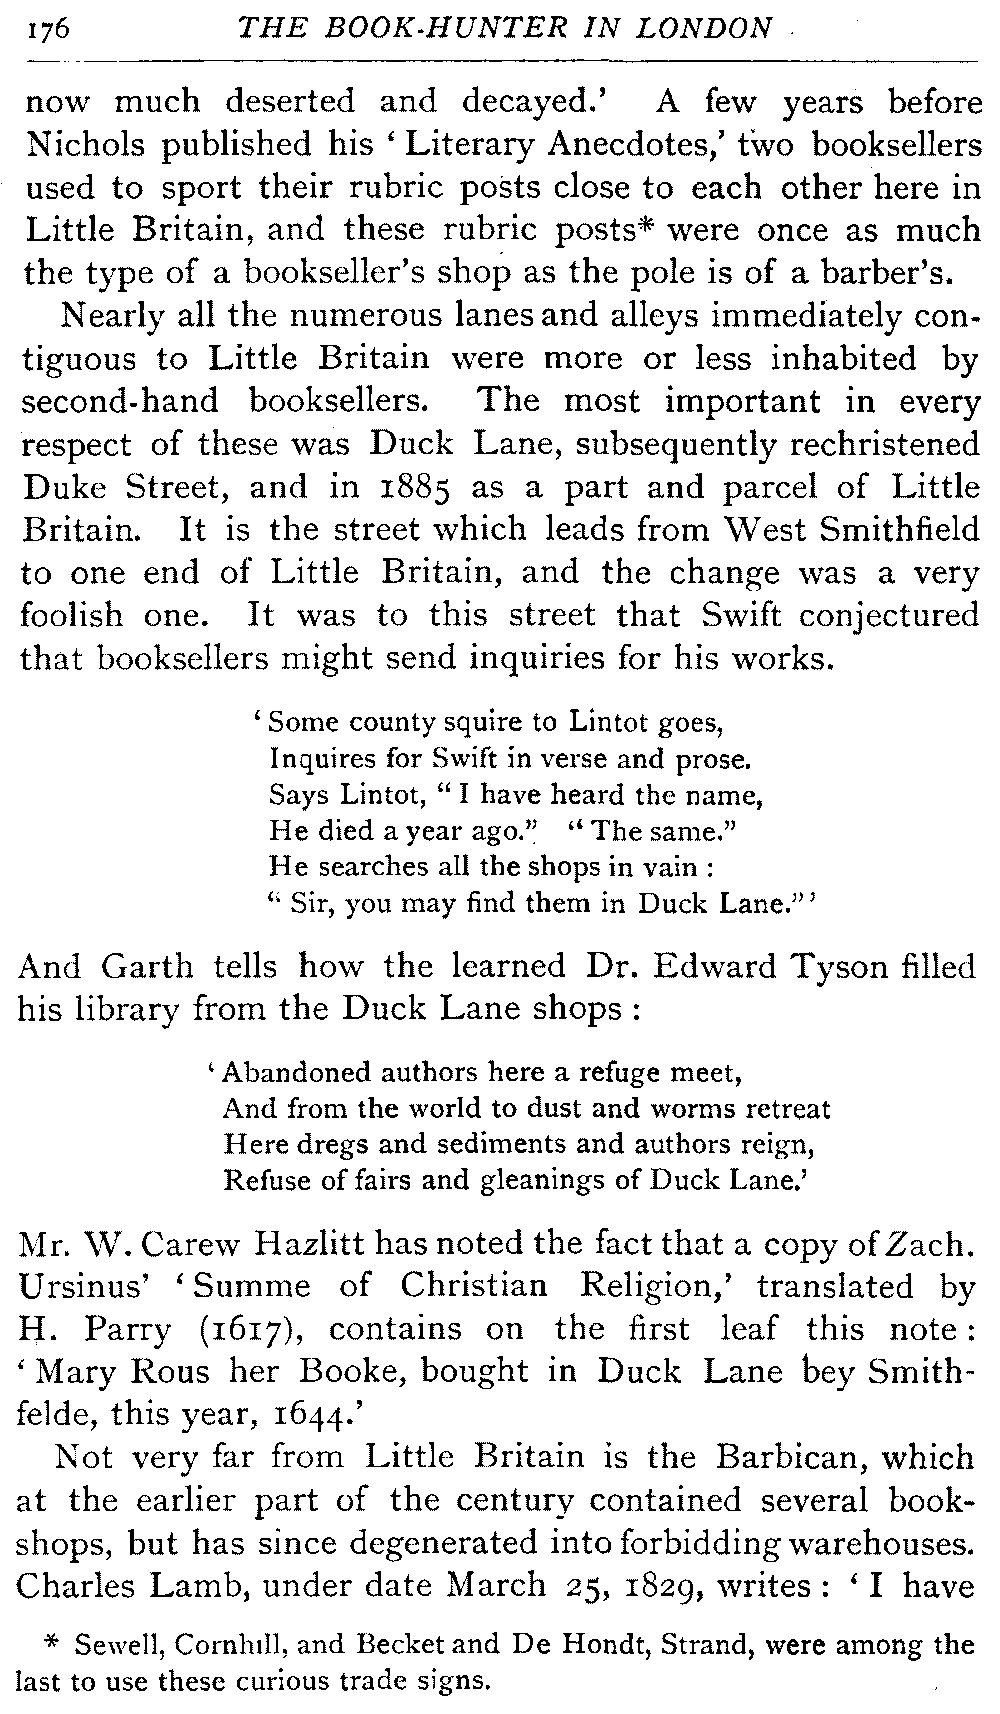 176 THE BOOK-HUNTER IN LONDON
now much deserted and decayed.’ A few years before
Nichols published his ‘Literary Anecdotes,’ two booksellers
used to sport their rubric posts close to each other here in
Little Britain, and these rubric posts* were once as much
the type of a bookseller’s shop as the pole is of a barber’s.
Nearly all the numerous lanes and alleys immediately con-
tiguous to Little Britain were more or less inhabited by
second-hand booksellers. The most important in every
respect of these was Duck Lane, subsequently rechristened
Duke Street, and in 1885 as a part and parcel of Little
Britain. It is the street which leads from West Smithfield
to one end of Little Britain, and the change was a very
foolish one. It was to this street that Swift conjectured
that booksellers might send inquiries for his works.
‘Some county squire to Lintot goes,
Inquires for Swift in verse and prose.
Says Lintot, “I have heard the name,
He died a year ago.” “The same.”
He searches all the shops in vain :
“Sir, you may find them in Duck Lane.”’
And Garth tells how the learned Dr. Edward Tyson filled
his library from the Duck Lane shops :
‘Abandoned authors here a refuge meet,
And from the world to dust and worms retreat
Here dregs and sediments and authors reign,
Refuse of fairs and gleanings of Duck Lane.’
Mr. W. Carew Hazlitt has noted the fact that a copy of Zach.
Ursinus’ ‘Summe of Christian Religion,’ translated by
H. Parry (1617), contains on the first leaf this note :
‘Mary Rous her Booke, bought in Duck Lane bey Smith-
felde, this year, 1644.’
Not very far from Little Britain is the Barbican, which
at the earlier part of the century contained several book-
shops, but has since degenerated into forbidding warehouses.
Charles Lamb, under date March 25, 1829, writes : ‘I have
* Sewell, Cornhill, and Becket and De Hondt, Strand, were among the
last to use these curious trade signs.